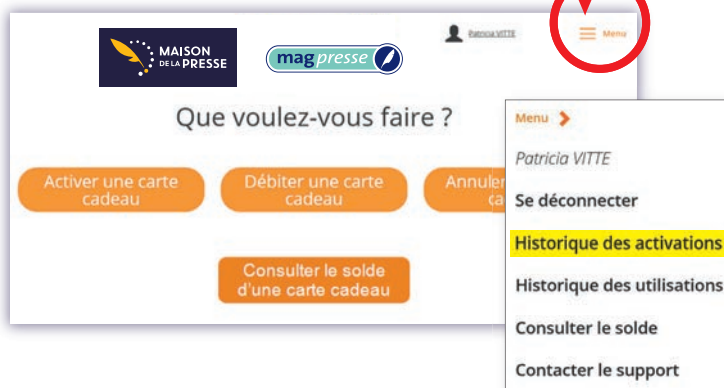 MAISON
DE LA PRESSE
mag presse
Patricia VITTE
Menu
Que voulez-vous faire ?
Activer une carte
cadeau
Débiter une carte
cadeau
Annuler
Consulter le solde
d'une carte cadeau
Menu
Patricia VITTE
Se déconnecter
Historique des activations
Historique des utilisations
Consulter le solde
Contacter le support